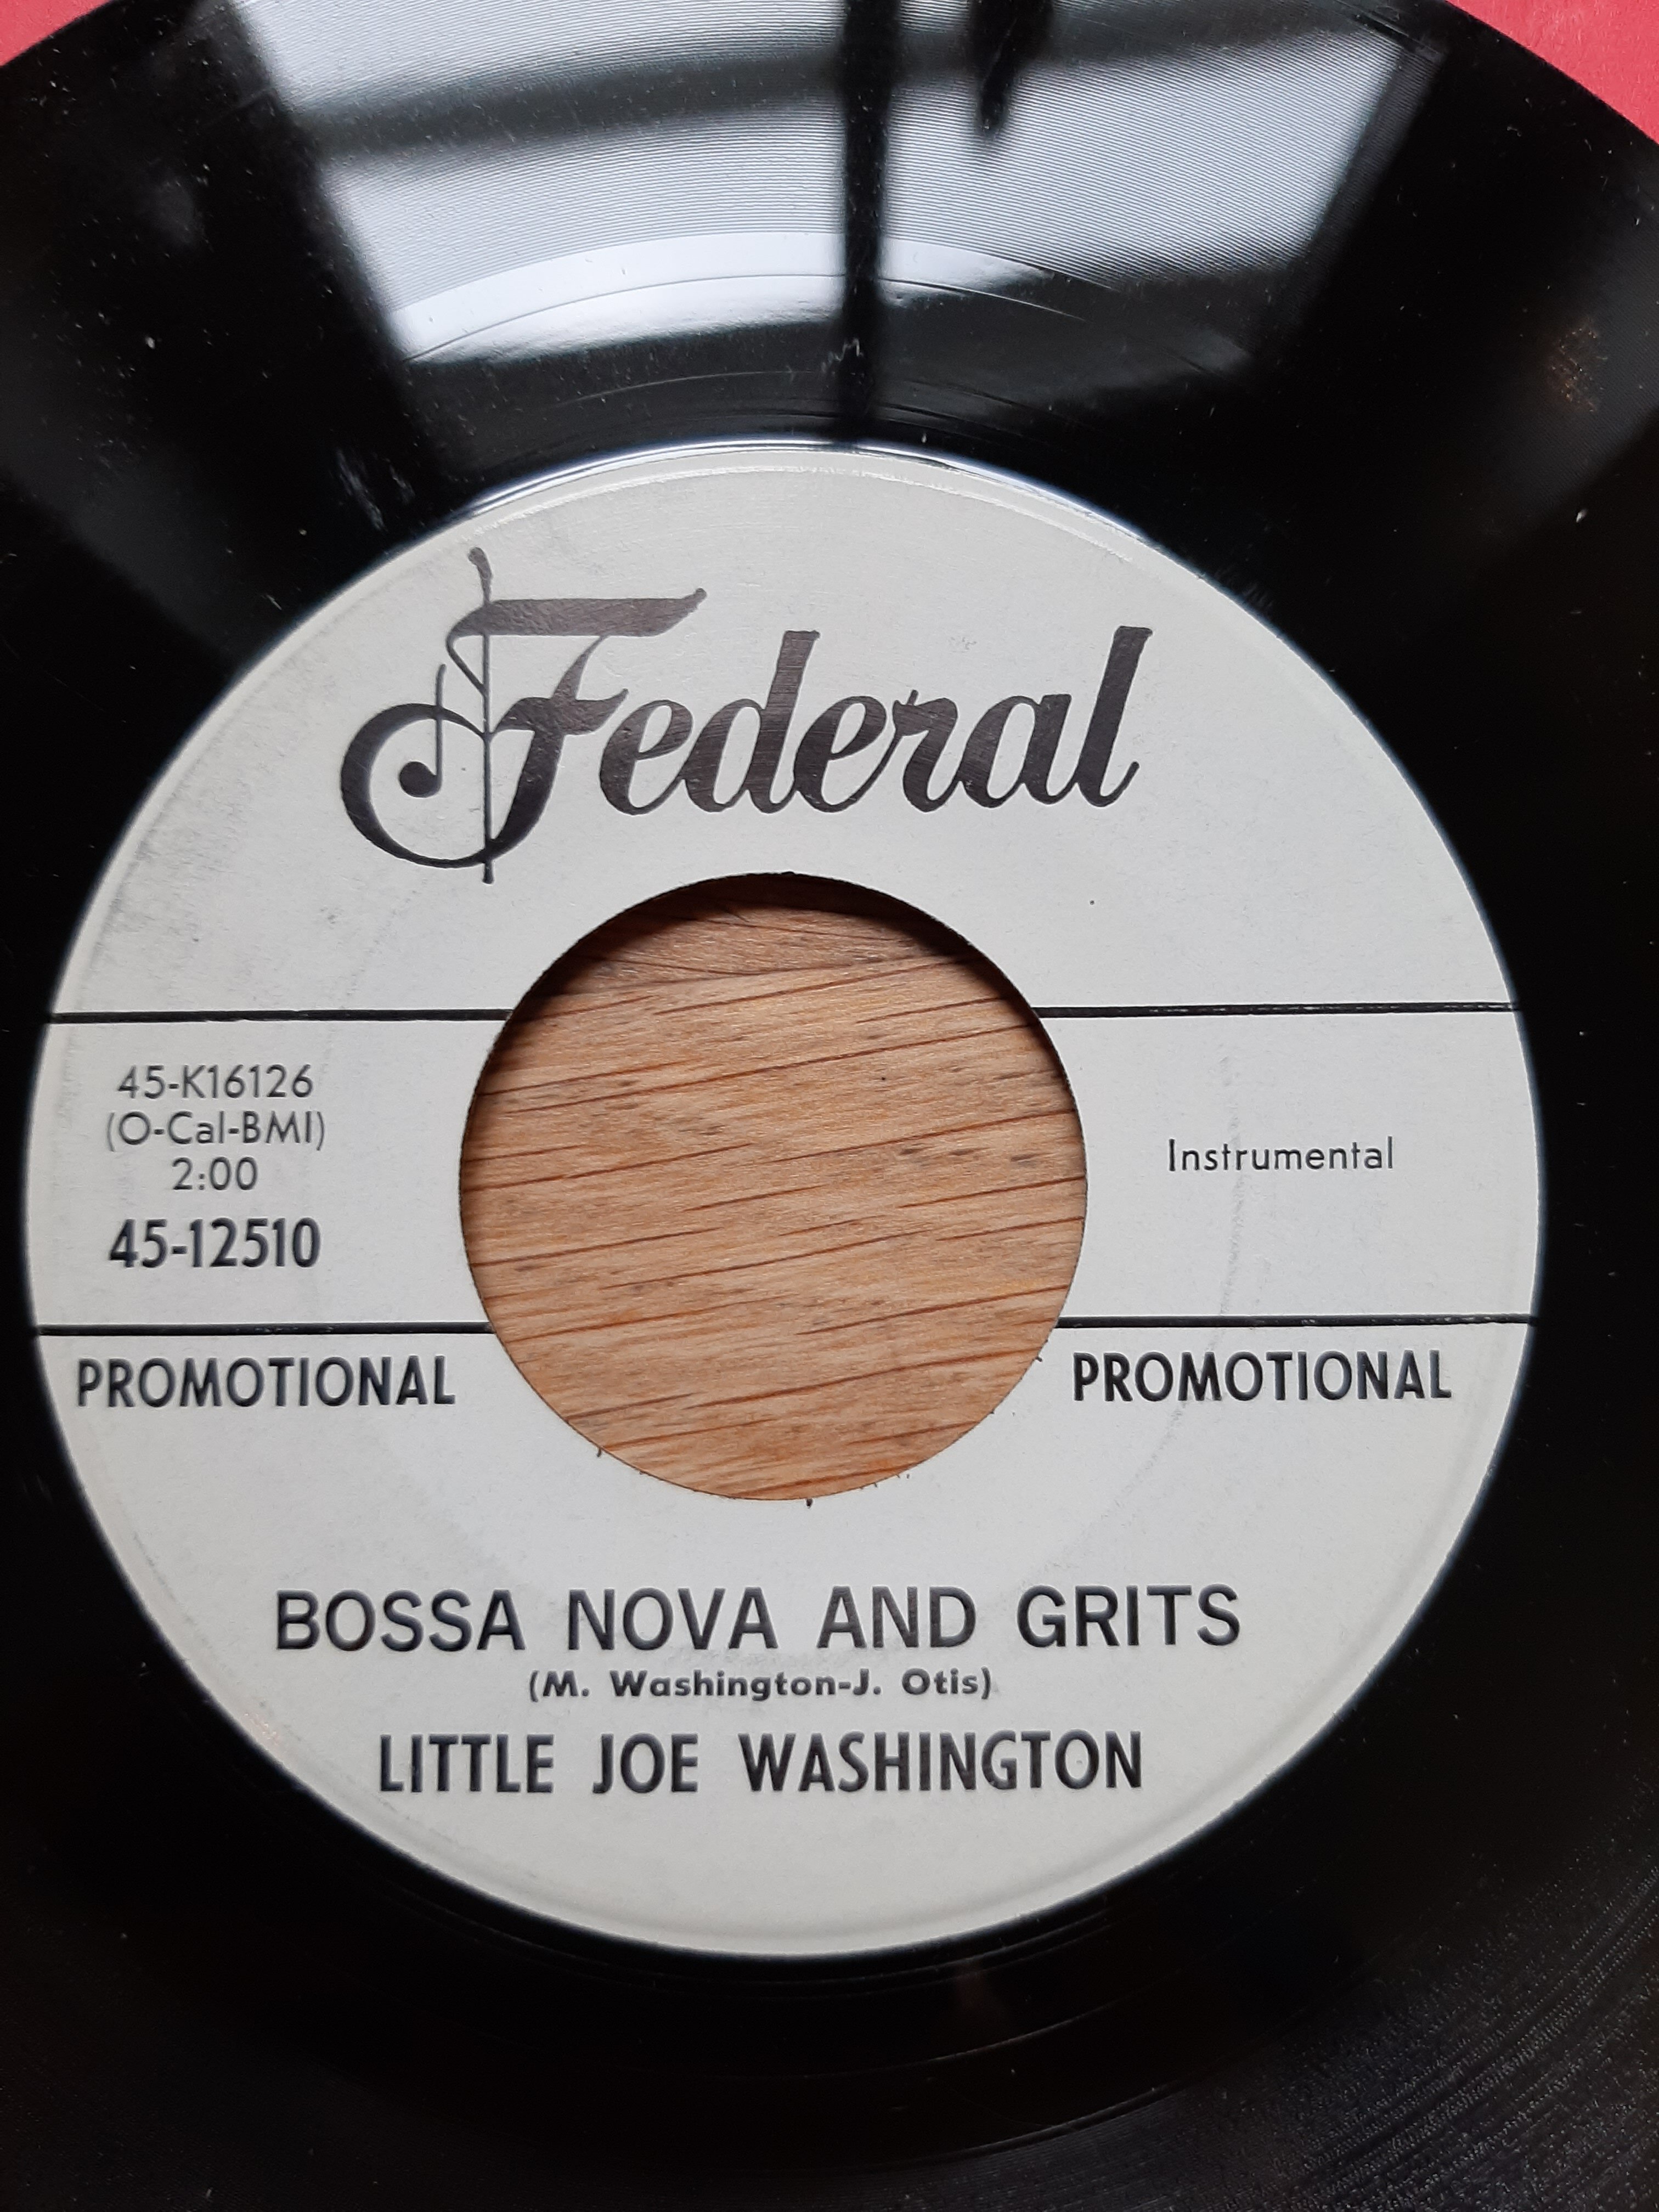 Federal
45-K16126
(O-Cal-BMI)
2:00
45-12510
Instrumental
PROMOTIONAL
PROMOTIONAL
BOSSA NOVA AND GRITS
(M. Washington-J. Otis)
LITTLE JOE WASHINGTON